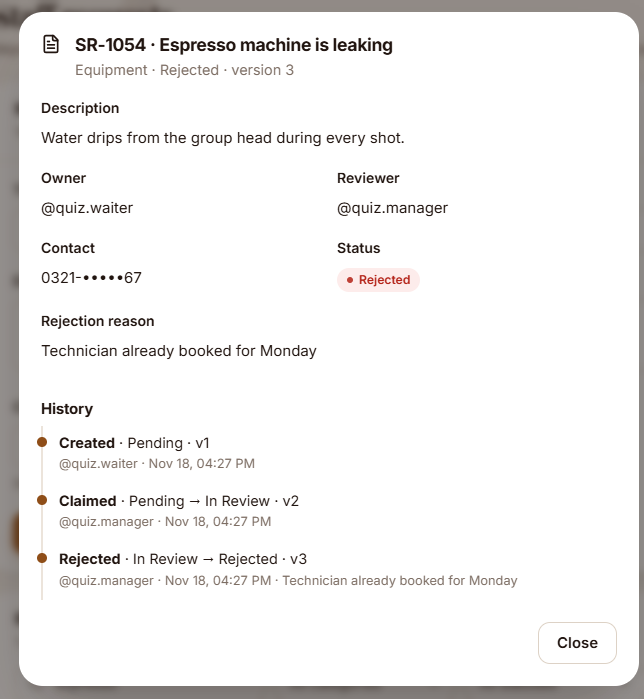 SR-1054 · Espresso machine is leaking
Equipment · Rejected · version 3
Description
Water drips from the group head during every shot.
Owner
Reviewer
@quiz.waiter
@quiz.manager
Contact
Status
0321-•••••67
Rejected
Rejection reason
Technician already booked for Monday
History
Created · Pending · v1
@quiz.waiter · Nov 18, 04:27 PM
Claimed · Pending → In Review · v2
@quiz.manager · Nov 18, 04:27 PM
Rejected · In Review → Rejected · v3
@quiz.manager · Nov 18, 04:27 PM · Technician already booked for Monday
Close